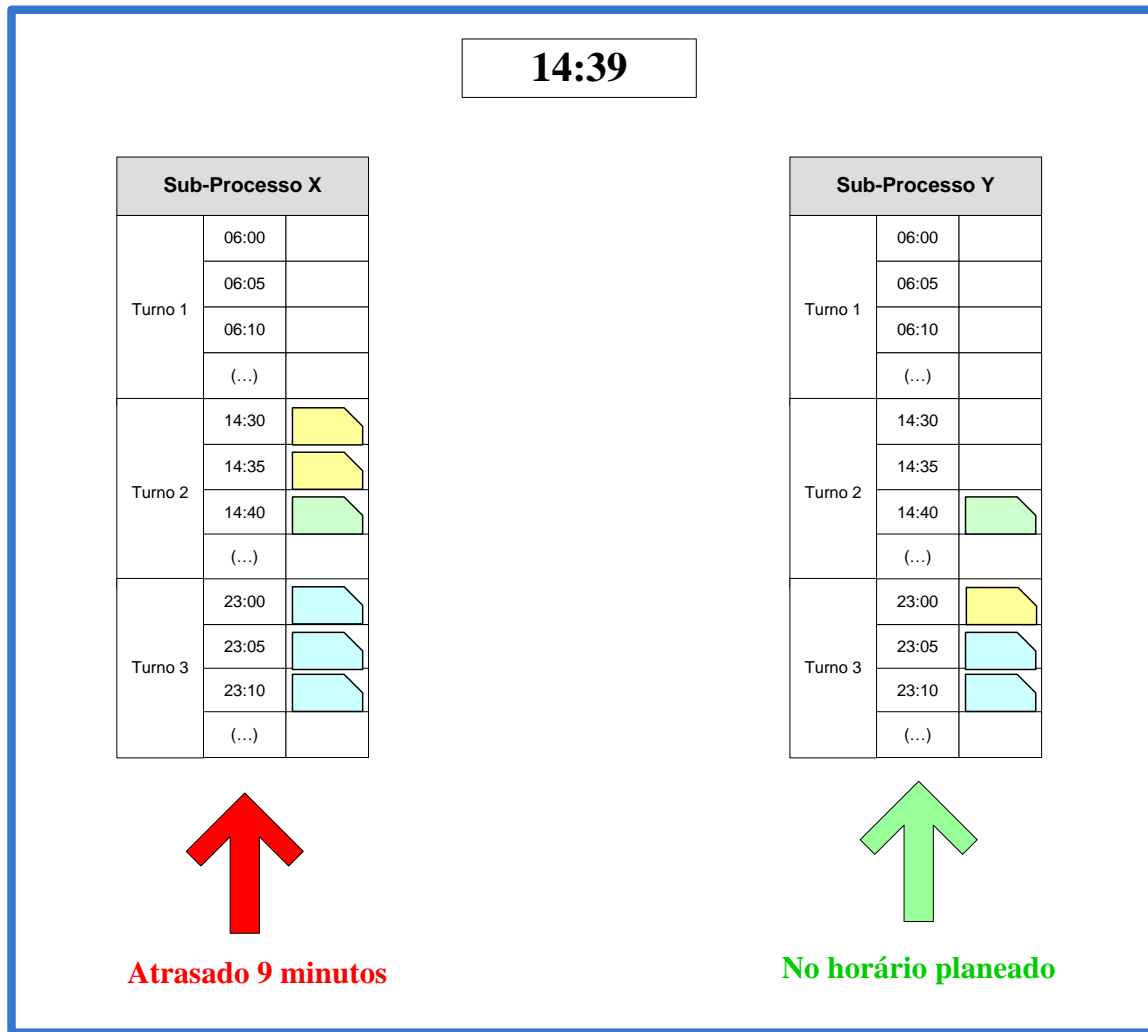 14:39
Sub-Processo X
Turno 1
06:00
06:05
06:10
(…)
Turno 2
14:30
14:35
14:40
(…)
Turno 3
23:00
23:05
23:10
(…)
Atrasado 9 minutos
Sub-Processo Y
Turno 1
06:00
06:05
06:10
(…)
Turno 2
14:30
14:35
14:40
(…)
Turno 3
23:00
23:05
23:10
(…)
No horário planeado